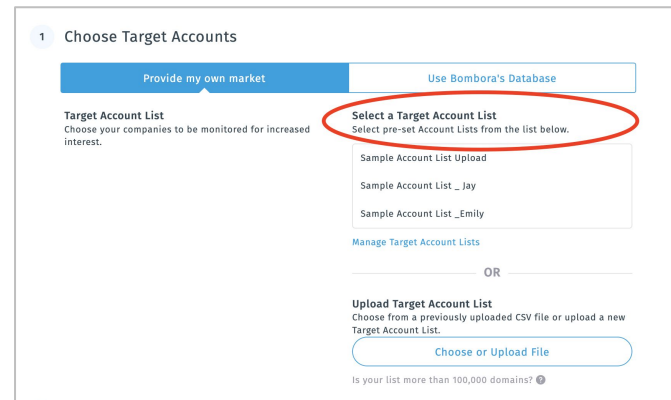 1 Choose Target Accounts
Provide my own market
Use Bombora's Database
Target Account List
Choose your companies to be monitored for increased
interest.
Select a Target Account List
Select pre-set Account Lists from the list below.
Sample Account List Upload
Sample Account List _ Jay
Sample Account List _Emily
Manage Target Account Lists
OR
Upload Target Account List
Choose from a previously uploaded CSV file or upload a new
Target Account List.
Choose or Upload File
Is your list more than 100,000 domains? ?